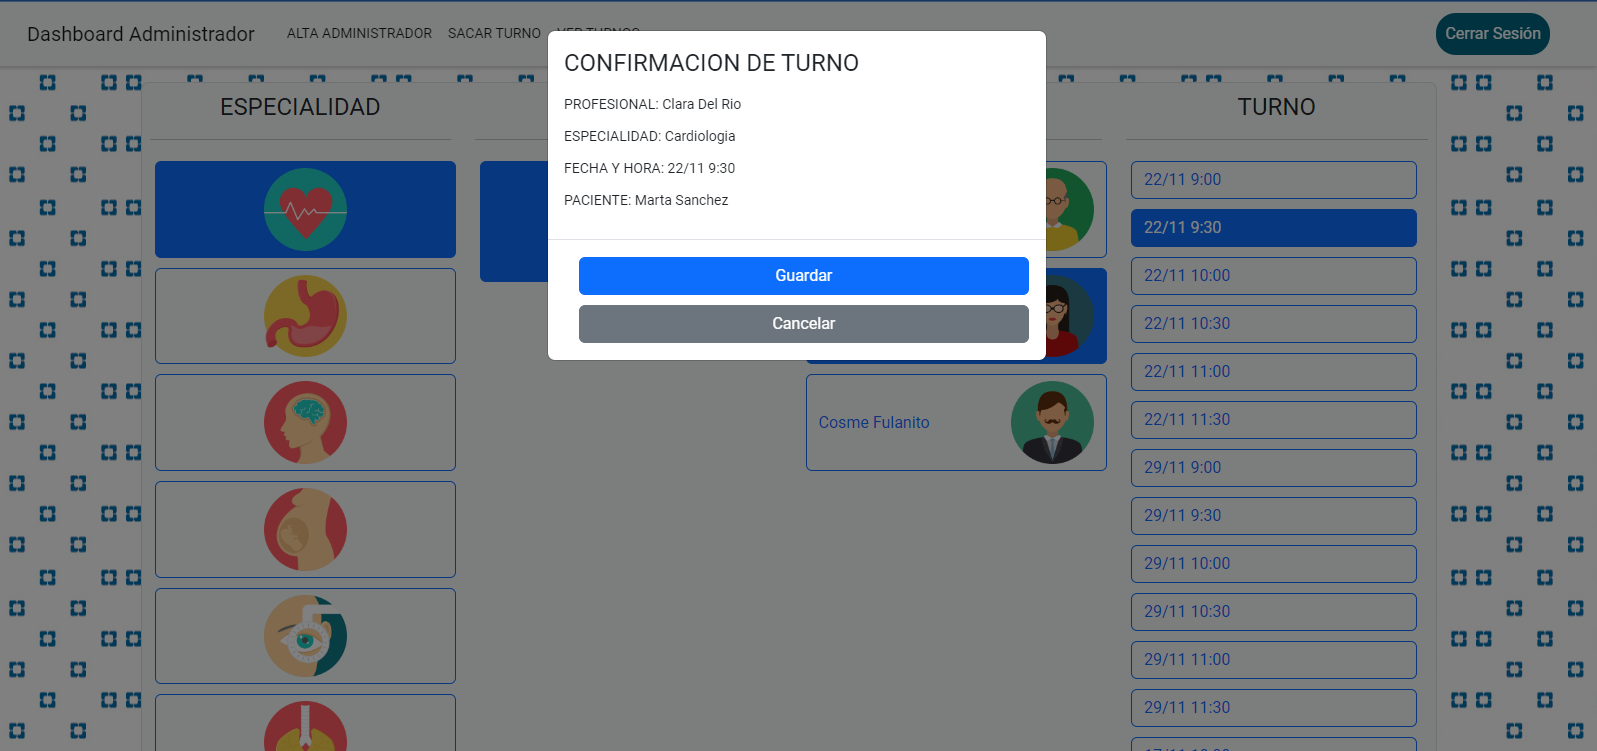 Dashboard Administrador
ALTA ADMINISTRADOR
SACAR TURNO
VER TURNOS
Cerrar Sesión
CONFIRMACION DE TURNO
PROFESIONAL: Clara Del Rio
ESPECIALIDAD: Cardiologia
FECHA Y HORA: 22/11 9:30
PACIENTE: Marta Sanchez
Guardar
Cancelar
ESPECIALIDAD
Cosme Fulanito
TURNO
22/11 9:00
22/11 9:30
22/11 10:00
22/11 10:30
22/11 11:00
22/11 11:30
29/11 9:00
29/11 9:30
29/11 10:00
29/11 10:30
29/11 11:00
29/11 11:30